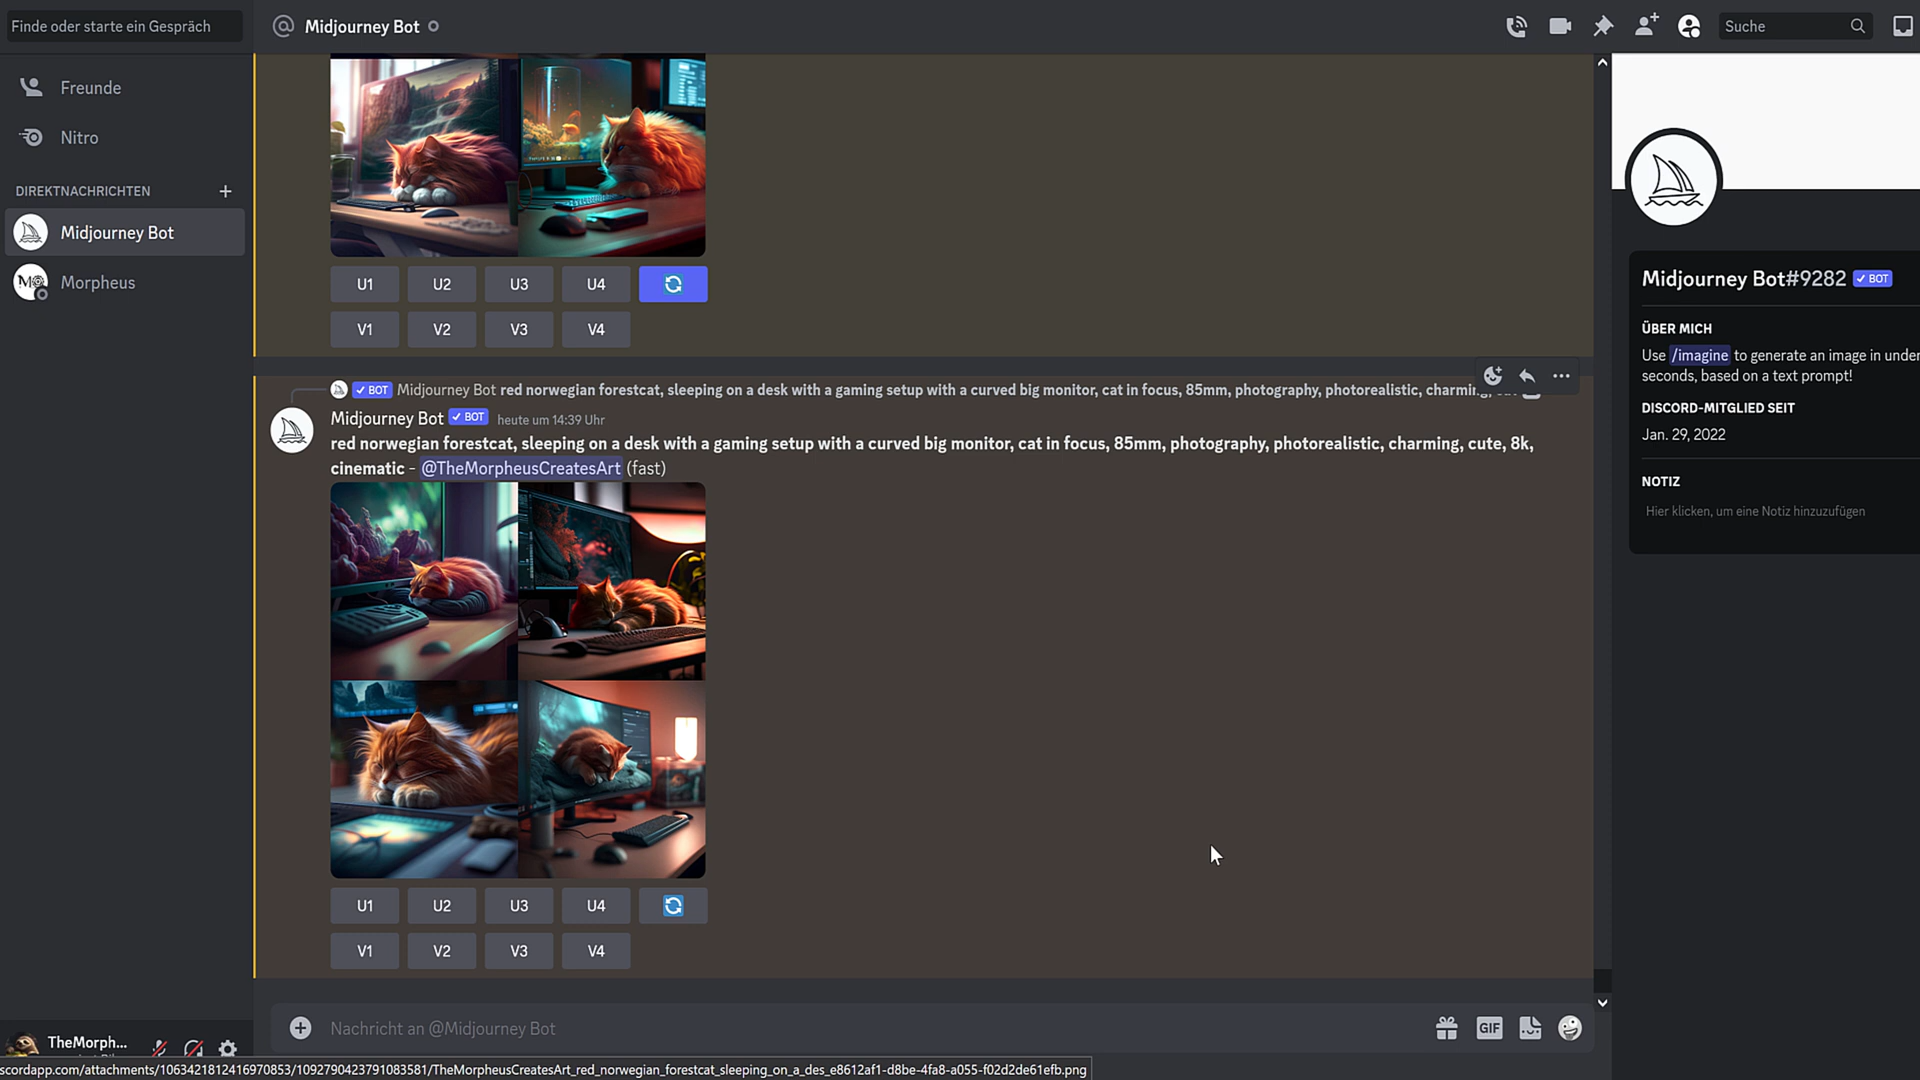 Finde oder starte ein Gespräch
Midjourney Bot
Suche
Freunde
Nitro
DIREKTNACHRICHTEN
Midjourney Bot
Morpheus
U1 U2 U3 U4
V1 V2 V3 V4
BOT Midjourney Bot red norwegian forestcat, sleeping on a desk with a gaming setup with a curved big monitor, cat in focus, 85mm, photography, photorealistic, charming,
Midjourney Bot BOT heute um 14:39 Uhr
red norwegian forestcat, sleeping on a desk with a gaming setup with a curved big monitor, cat in focus, 85mm, photography, photorealistic, charming, cute, 8k,
cinematic - @TheMorpheusCreatesArt (fast)
U1 U2 U3 U4
V1 V2 V3 V4
Nachricht an @Midjourney Bot
GIF
Midjourney Bot#9282 BOT
ÜBER MICH
Use /imagine to generate an image in under
seconds, based on a text prompt!
DISCORD-MITGLIED SEIT
Jan. 29, 2022
NOTIZ
Hier klicken, um eine Notiz hinzuzufügen
TheMorph...
scordapp.com/attachments/1063421812416970853/1092790423791083581/TheMorpheusCreatesArt_red_norwegian_forestcat_sleeping_on_a_des_e8612af1-d8be-4fa8-a055-f02d2de61efb.png